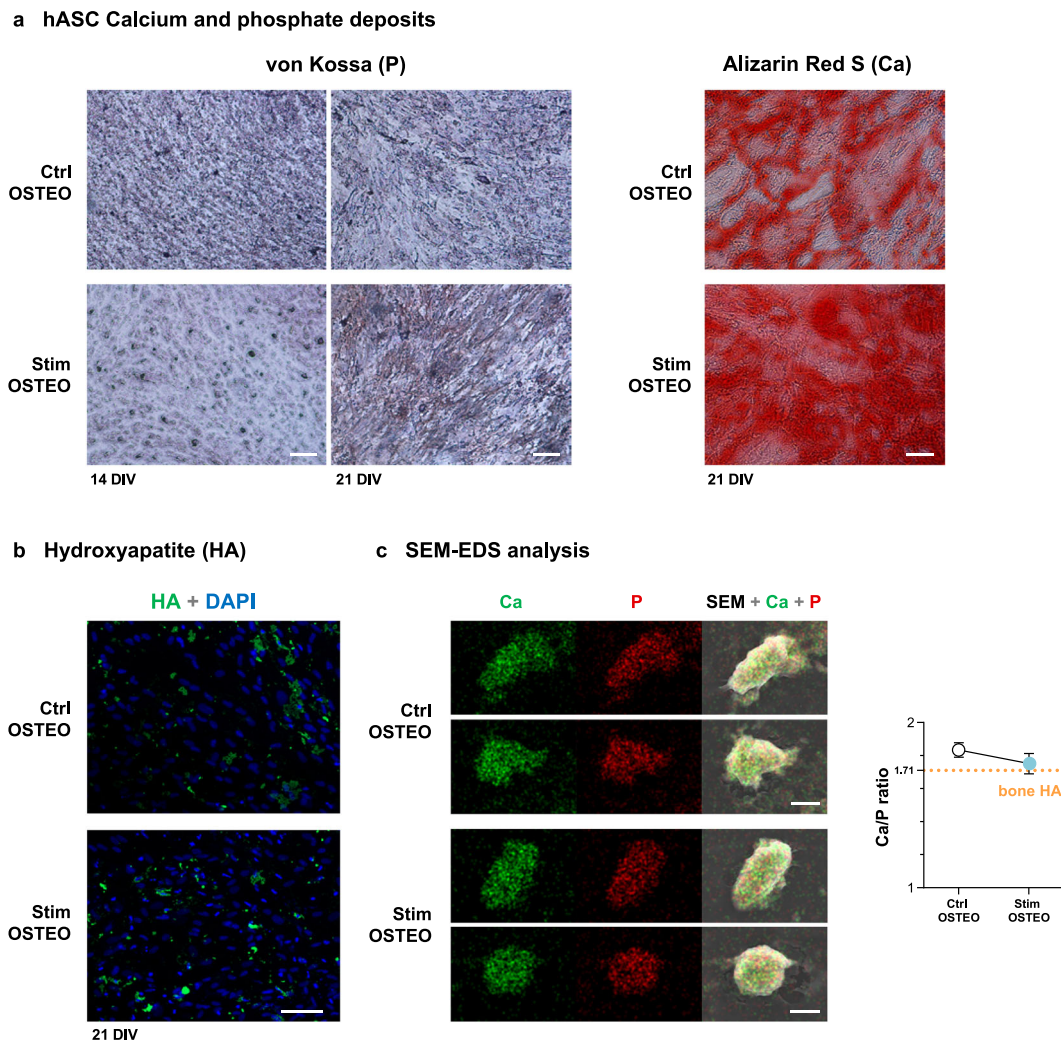 a hASC Calcium and phosphate deposits
von Kossa (P)
Alizarin Red S (Ca)
Ctrl
OSTEO
Ctrl
OSTEO
Stim
OSTEO
Stim
OSTEO
14 DIV
21 DIV
21 DIV
b Hydroxyapatite (HA)
c SEM-EDS analysis
HA + DAPI
Ca
P
SEM + Ca + P
Ctrl
OSTEO
Ctrl
OSTEO
Stim
OSTEO
Stim
OSTEO
21 DIV
Ca/P ratio
2
1.71
1
bone HA
Ctrl
OSTEO
Stim
OSTEO